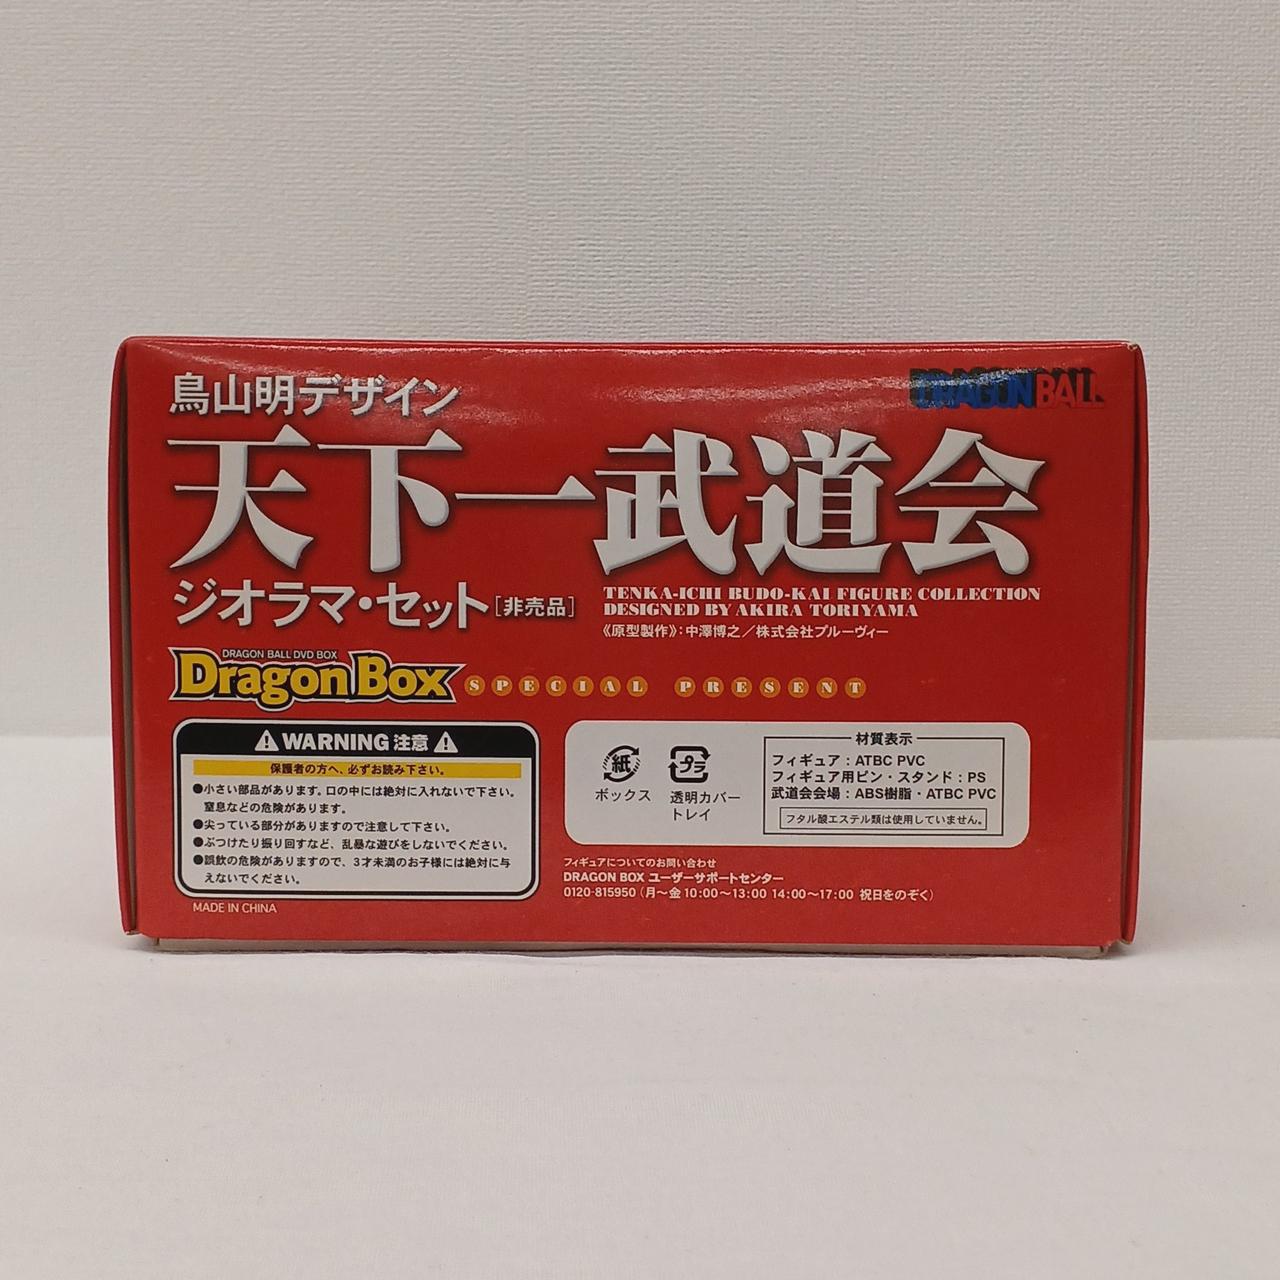 鳥山明デザイン
DRAGONBALL
天下一武道会
ジオラマ・セット[非売品]
TENKA-ICHI BUDO-KAI FIGURE COLLECTION
DESIGNED BY AKIRA TORIYAMA
《原型製作》:中澤博之/株式会社プルーヴィー
DRAGON BALL DVD BOX
DragonBox SPECIAL PRESENT
WARNING 注意
保護者の方へ、必ずお読み下さい。
●小さい部品があります。口の中には絶対に入れないで下さい。
窒息などの危険があります。
●尖っている部分がありますので注意して下さい。
●ぶつけたり振り回すなど、乱暴な遊びをしないでください。
●誤飲の危険がありますので、3才未満のお子様には絶対に与
えないでください。
MADE IN CHINA
紙
ボックス
プラ
透明カバー
トレイ
材質表示
フィギュア:ATBC PVC
フィギュア用ピン・スタンド:PS
武道会会場:ABS樹脂・ATBC PVC
フタル酸エステル類は使用していません。
フィギュアについてのお問い合わせ
DRAGON BOX ユーザーサポートセンター
0120-815950(月〜金 10:00〜13:00 14:00〜17:00 祝日をのぞく)